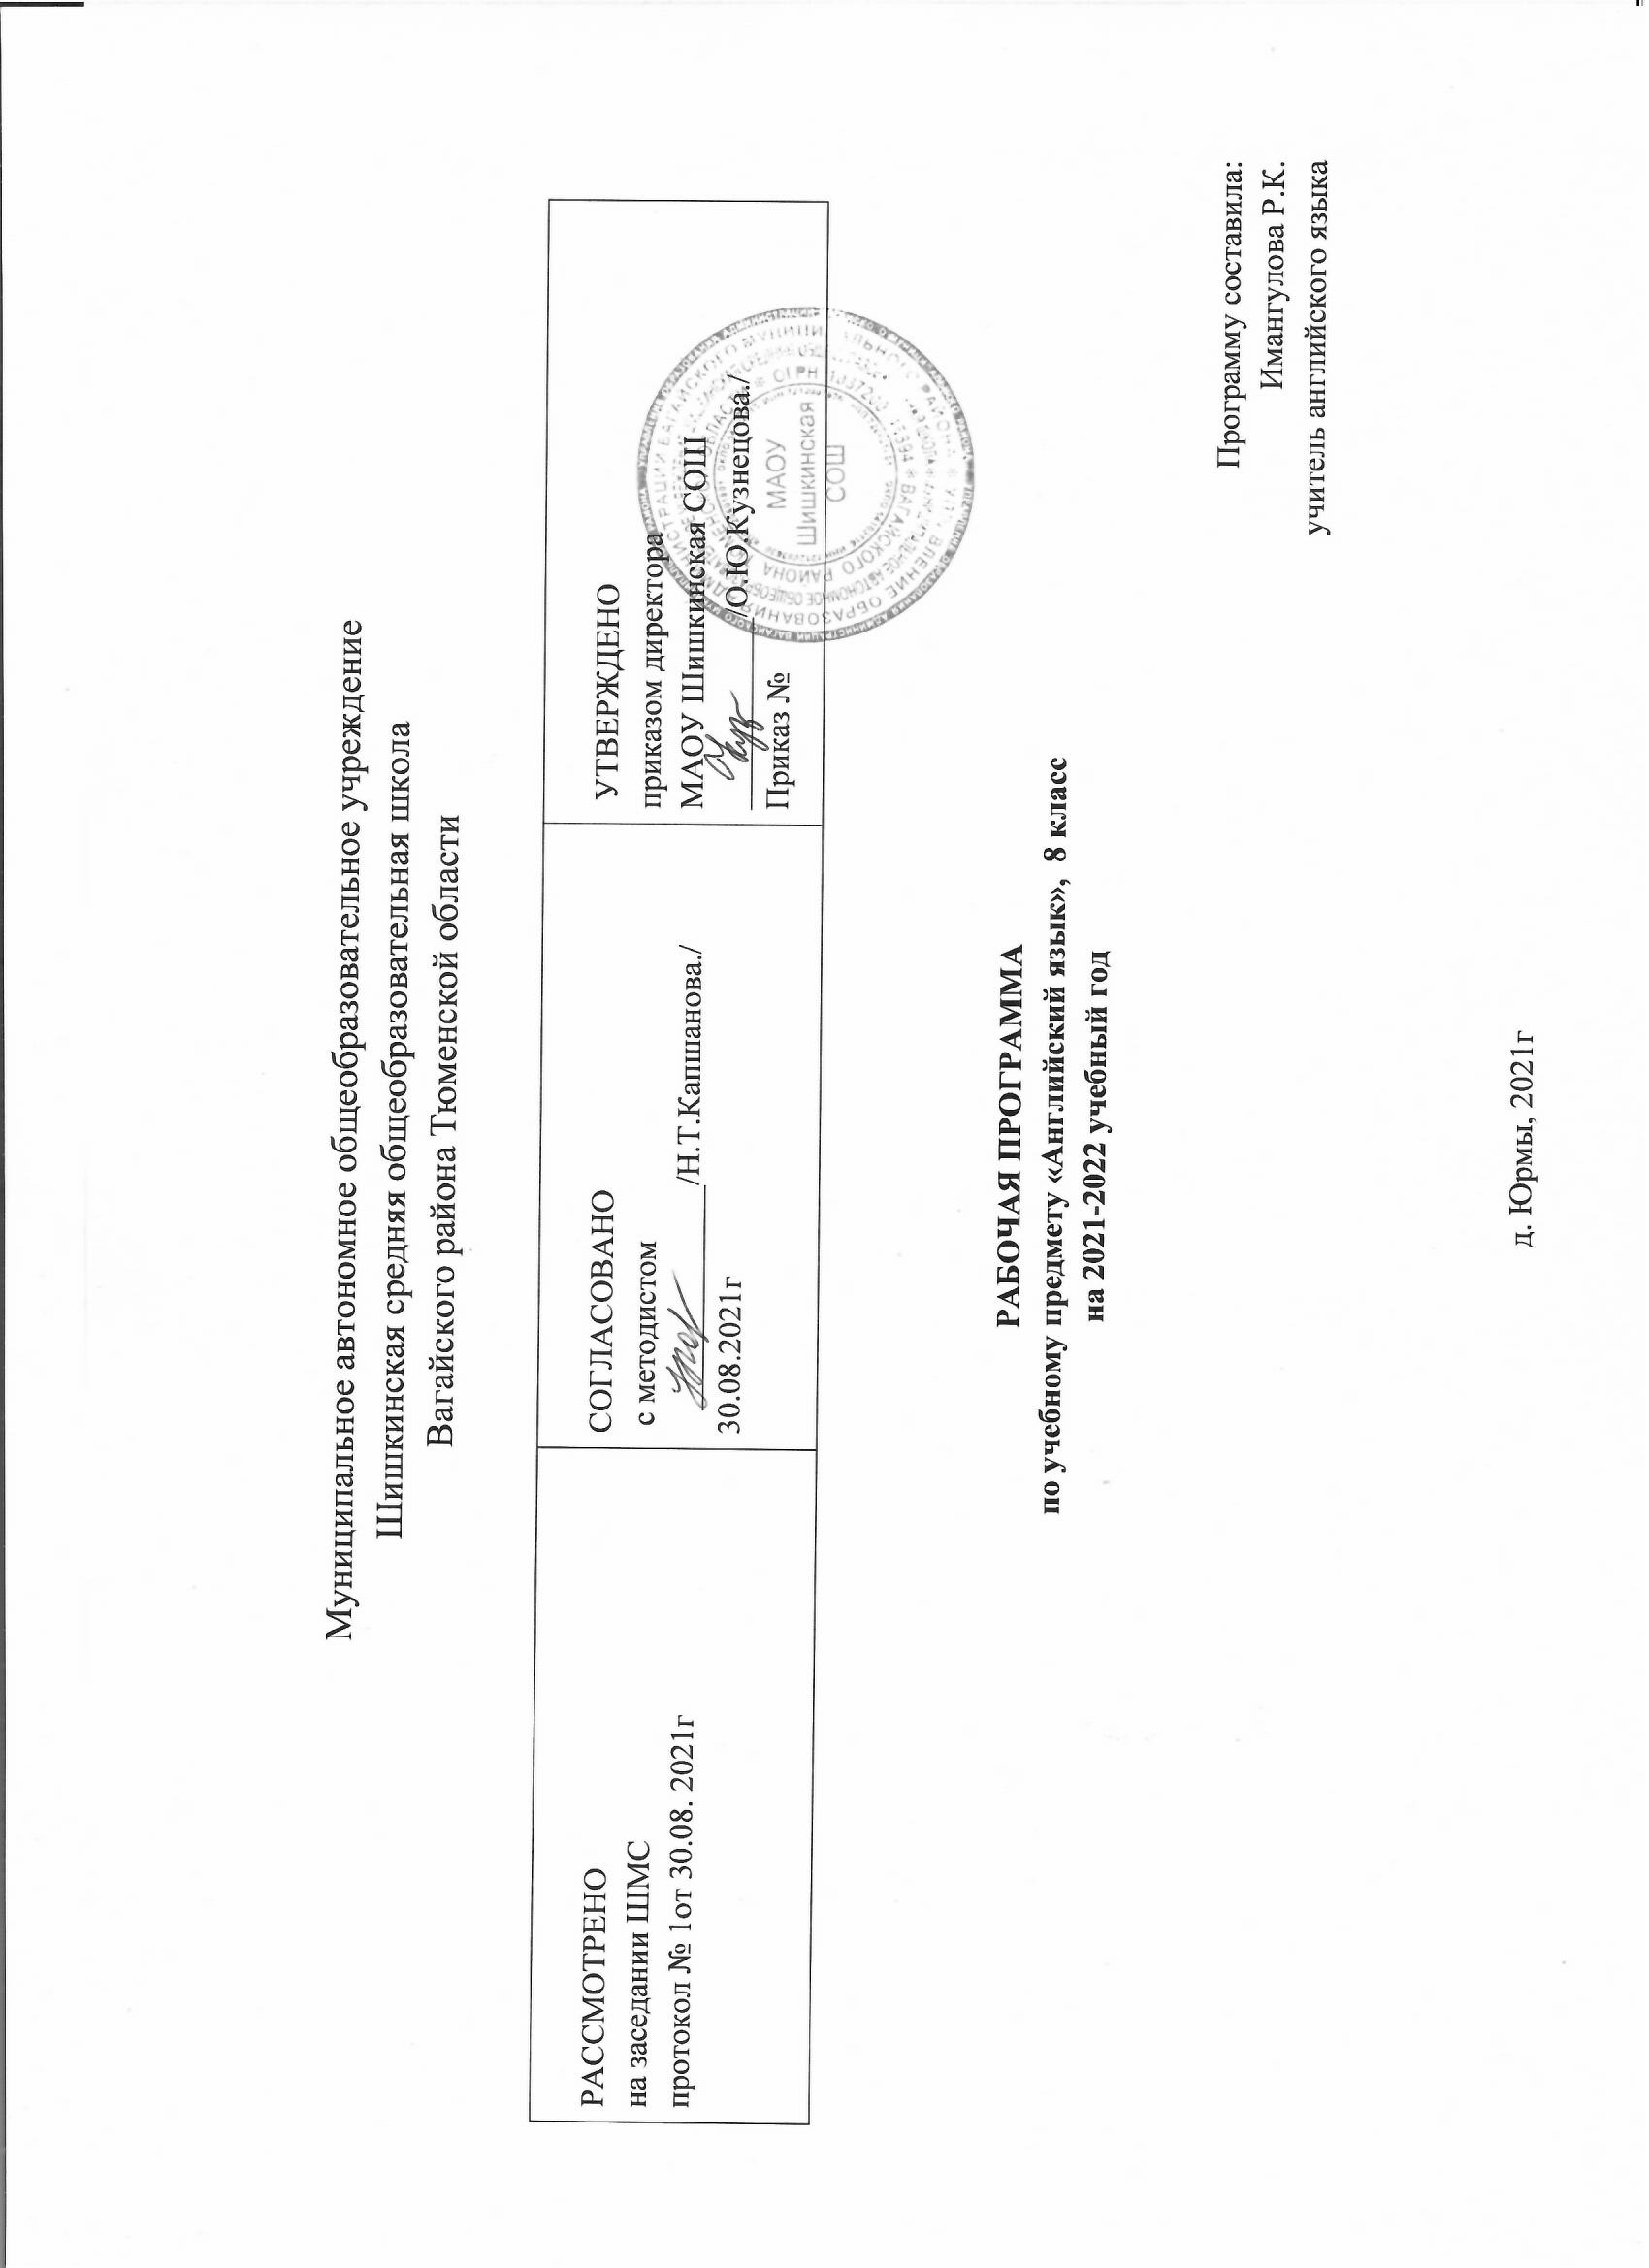 Муниципальное автономное общеобразовательное учреждение
Шишкинская средняя общеобразовательная школа
Вагайского района Тюменской области
РАССМОТРЕНО
на заседании ШМС
протокол № 1от 30.08. 2021г
СОГЛАСОВАНО
с методистом
/Н.Т.Капшанова./
30.08.2021г
УТВЕРЖДЕНО
приказом директора
МАОУ Шишкинская СОШ
/О.Ю.Кузнецова./
Приказ №
МАОУ
Шишкинская
СОШ
РАБОЧАЯ ПРОГРАММА
по учебному предмету «Английский язык», 8 класс
на 2021-2022 учебный год
Программу составила:
Имангулова Р.К.
учитель английского языка
д. Юрмы, 2021г